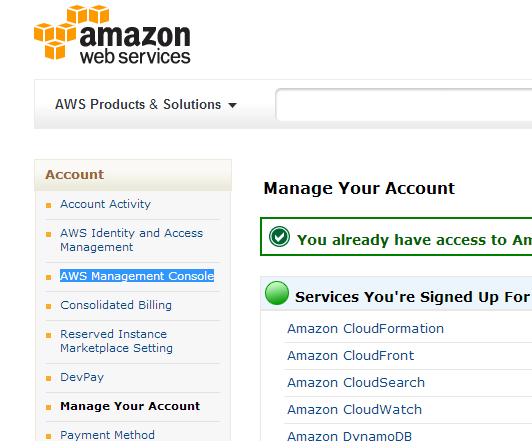 amazon
web services
AWS Products & Solutions
Account
Account Activity
AWS Identity and Access
Management
AWS Management Console
Consolidated Billing
Reserved Instance
Marketplace Setting
DevPay
Manage Your Account
Payment Method
Manage Your Account
You already have access to Am
Services You're Signed Up For
Amazon CloudFormation
Amazon CloudFront
Amazon CloudSearch
Amazon CloudWatch
Amazon DynamoDB